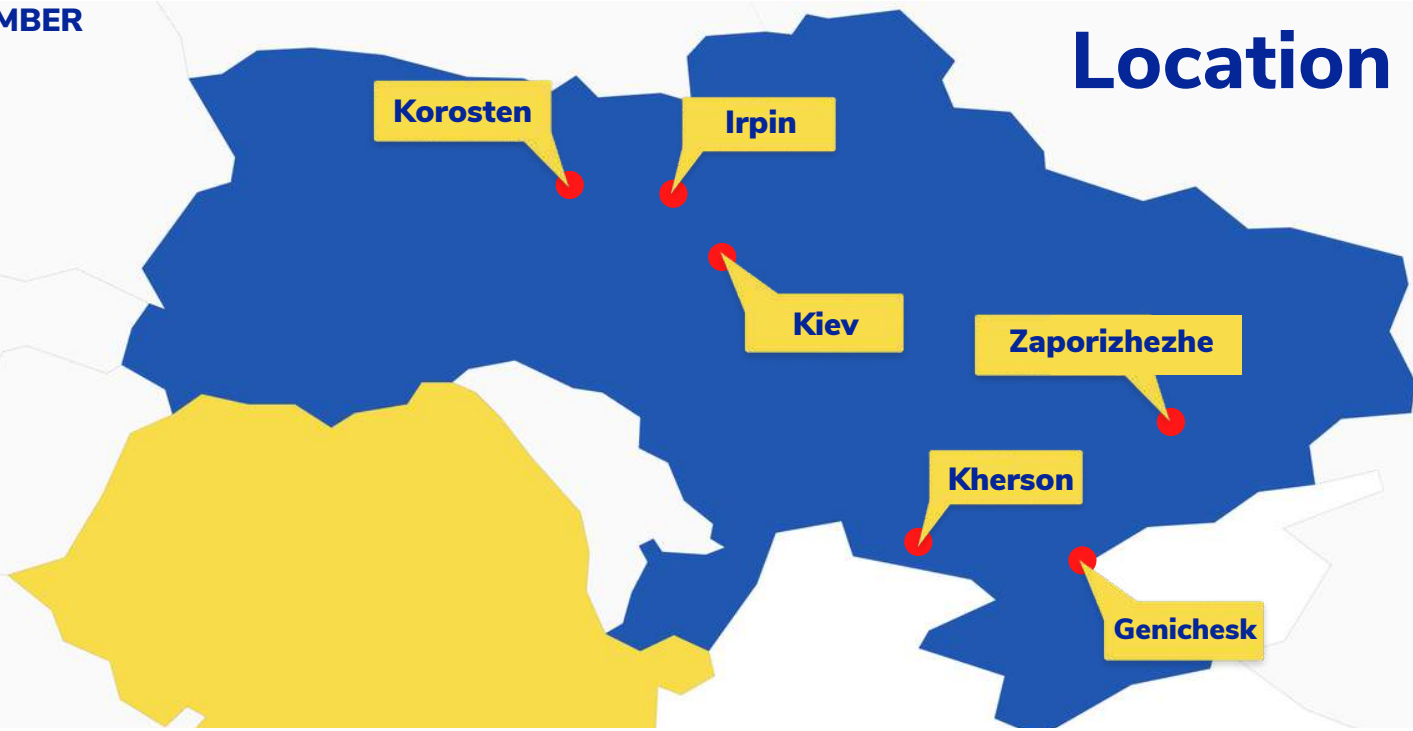 MBER
Location
Korosten
Irpin
Kiev
Zaporizhezhe
Kherson
Genichesk